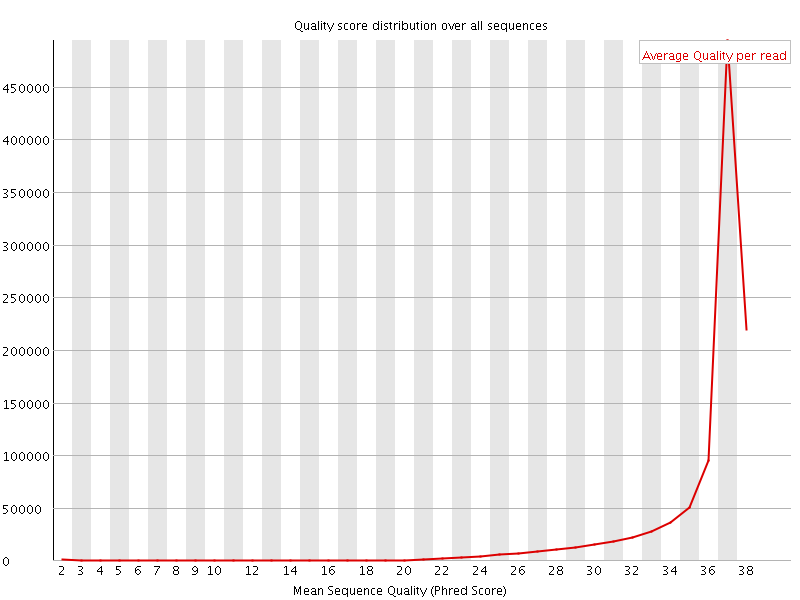 Quality score distribution over all sequences
Average Quality per read
450000
400000
350000
300000
250000
200000
150000
100000
50000
0
2 3 4 5 6 7 8 9 10 12 14 16 18 20 22 24 26 28 30 32 34 36 38
Mean Sequence Quality (Phred Score)